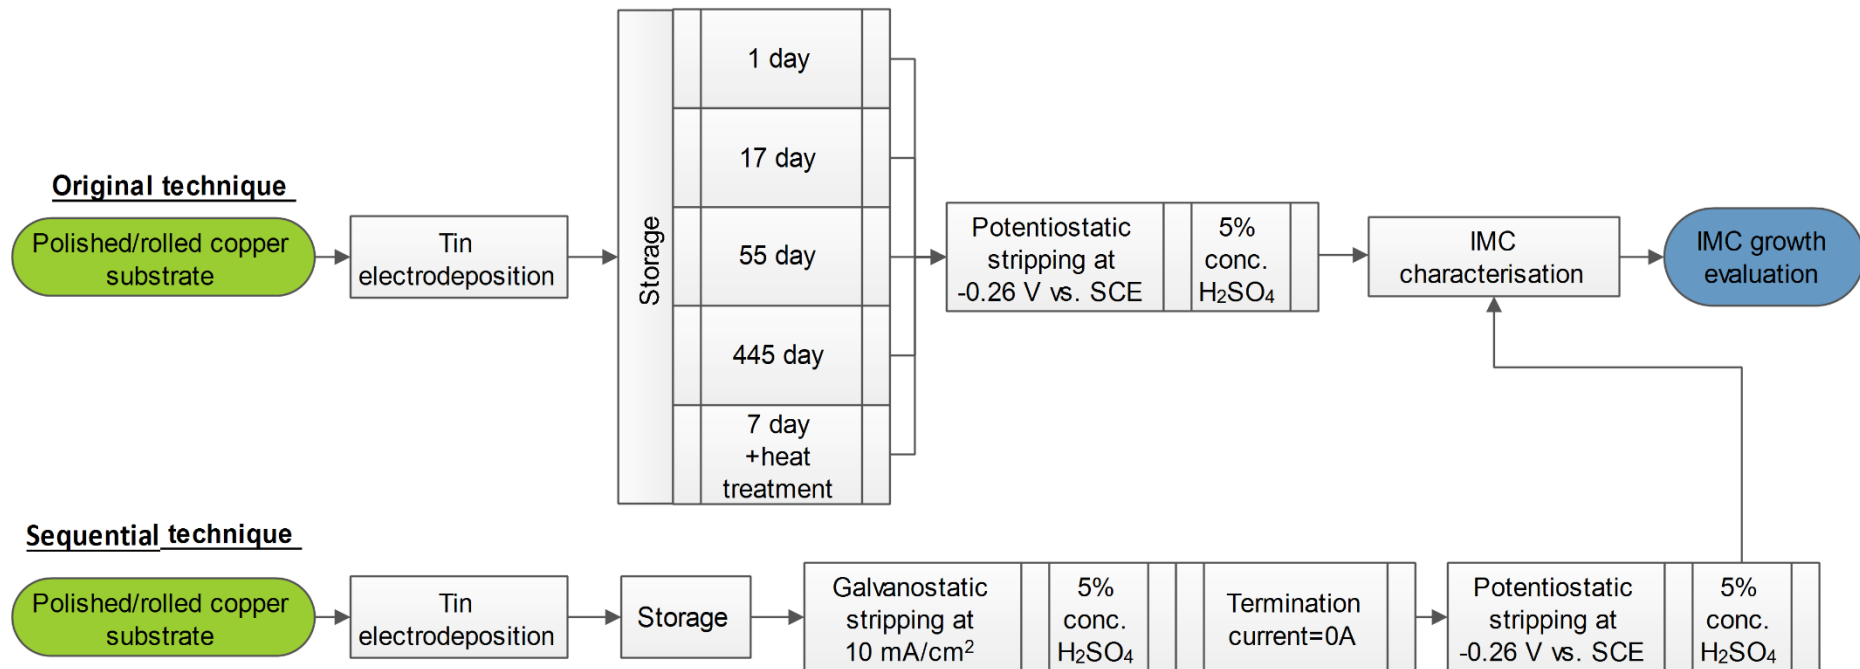 Original technique
Polished/rolled copper
substrate
Tin
electrodeposition
Storage
1 day
17 day
55 day
445 day
7 day
+heat
treatment
Potentiostatic
stripping at
-0.26 V vs. SCE
5%
conc.
H₂SO₄
IMC
characterisation
IMC growth
evaluation
Sequential technique
Polished/rolled copper
substrate
Tin
electrodeposition
Storage
Galvanostatic
stripping at
10 mA/cm²
5%
conc.
H₂SO₄
Termination
current=0A
Potentiostatic
stripping at
-0.26 V vs. SCE
5%
conc.
H₂SO₄